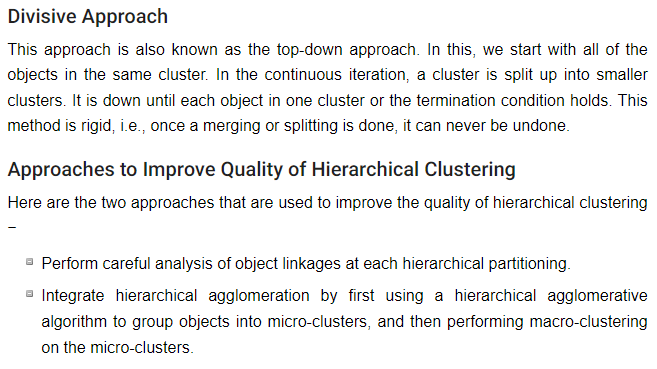 Divisive Approach
This approach is also known as the top-down approach. In this, we start with all of the
objects in the same cluster. In the continuous iteration, a cluster is split up into smaller
clusters. It is down until each object in one cluster or the termination condition holds. This
method is rigid, i.e., once a merging or splitting is done, it can never be undone.
Approaches to Improve Quality of Hierarchical Clustering
Here are the two approaches that are used to improve the quality of hierarchical clustering
−
Perform careful analysis of object linkages at each hierarchical partitioning.
Integrate hierarchical agglomeration by first using a hierarchical agglomerative
algorithm to group objects into micro-clusters, and then performing macro-clustering
on the micro-clusters.